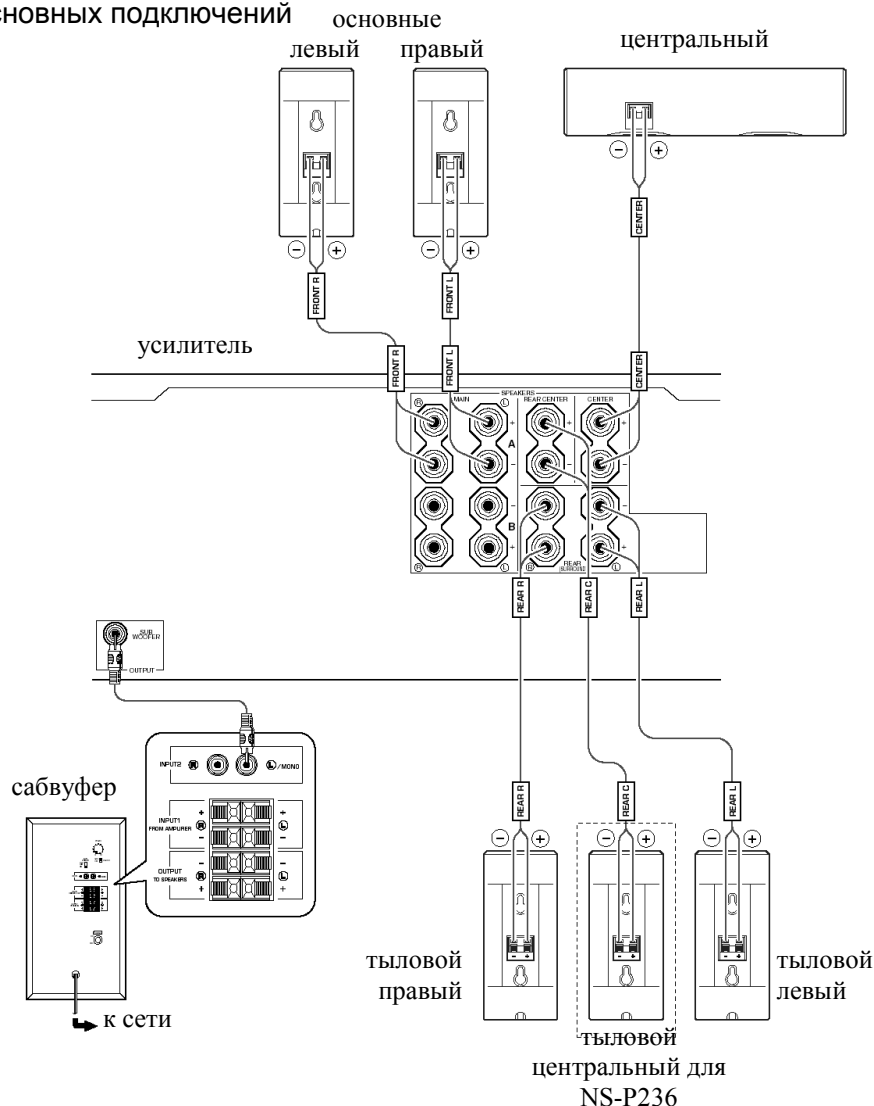 сновных подключений
основные
левый
правый
центральный
FRONT R
FRONT L
CENTER
усилитель
FRONT R
FRONT L
CENTER
SPEAKERS
R MAIN L
REAR CENTER
CENTER
+ + +
A
- - -
- -
B
+ +
R L
R REAR L
(SURROUND)
REAR R
REAR C
REAR L
SUB
WOOFER
OUTPUT
INPUT2 R L/MONO
сабвуфер
+ +
INPUT1 R L
FROM AMPLIFIER
- -
- -
OUTPUT R L
TO SPEAKERS
+ +
к сети
REAR R
REAR C
REAR L
- + - + - +
тыловой
правый
тыловой
левый
тыловой
центральный для
NS-P236